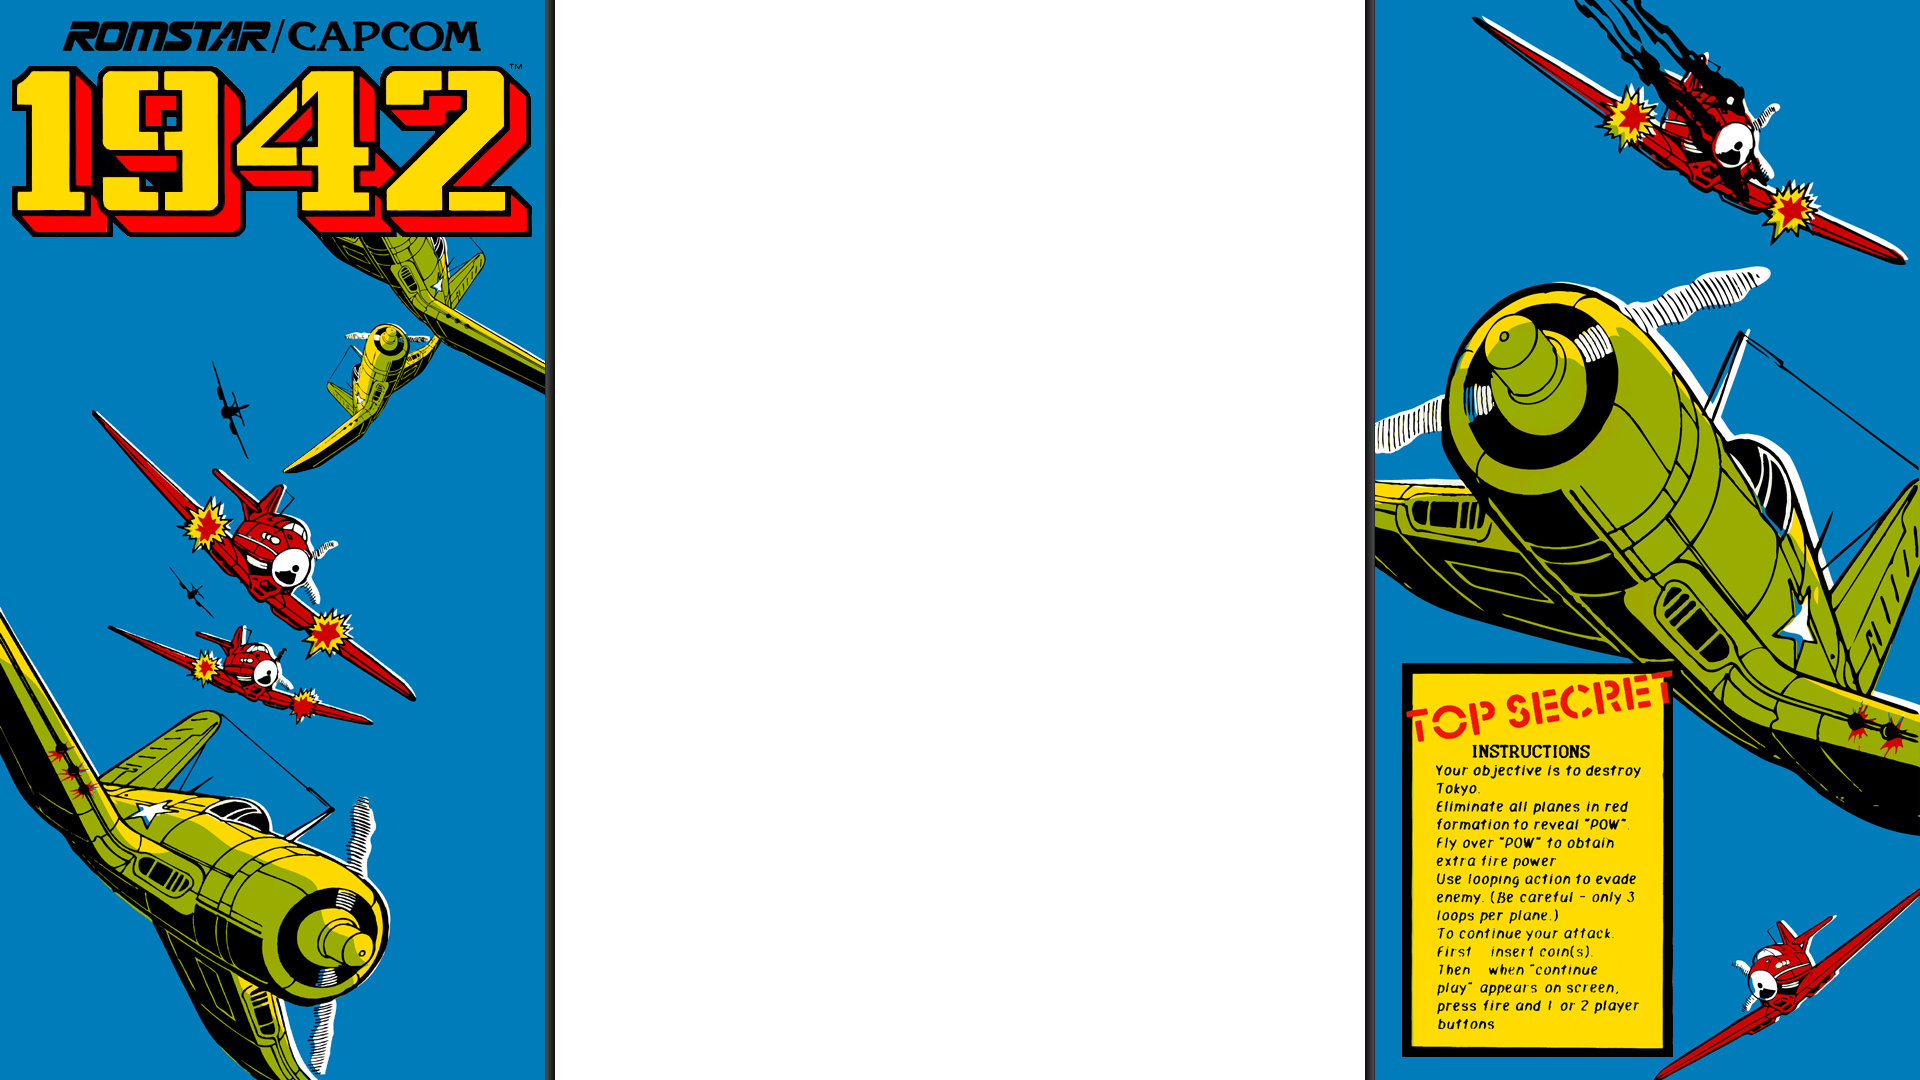 ROMSTAR/CAPCOM
1942™
TOP SECRET
INSTRUCTIONS
Your objective is to destroy
Tokyo.
Eliminate all planes in red
formation to reveal "POW".
Fly over "POW" to obtain
extra fire power
Use looping action to evade
enemy. (Be careful - only 3
loops per plane.)
To continue your attack.
First insert coin(s).
Then when "continue
play" appears on screen,
press fire and 1 or 2 player
buttons